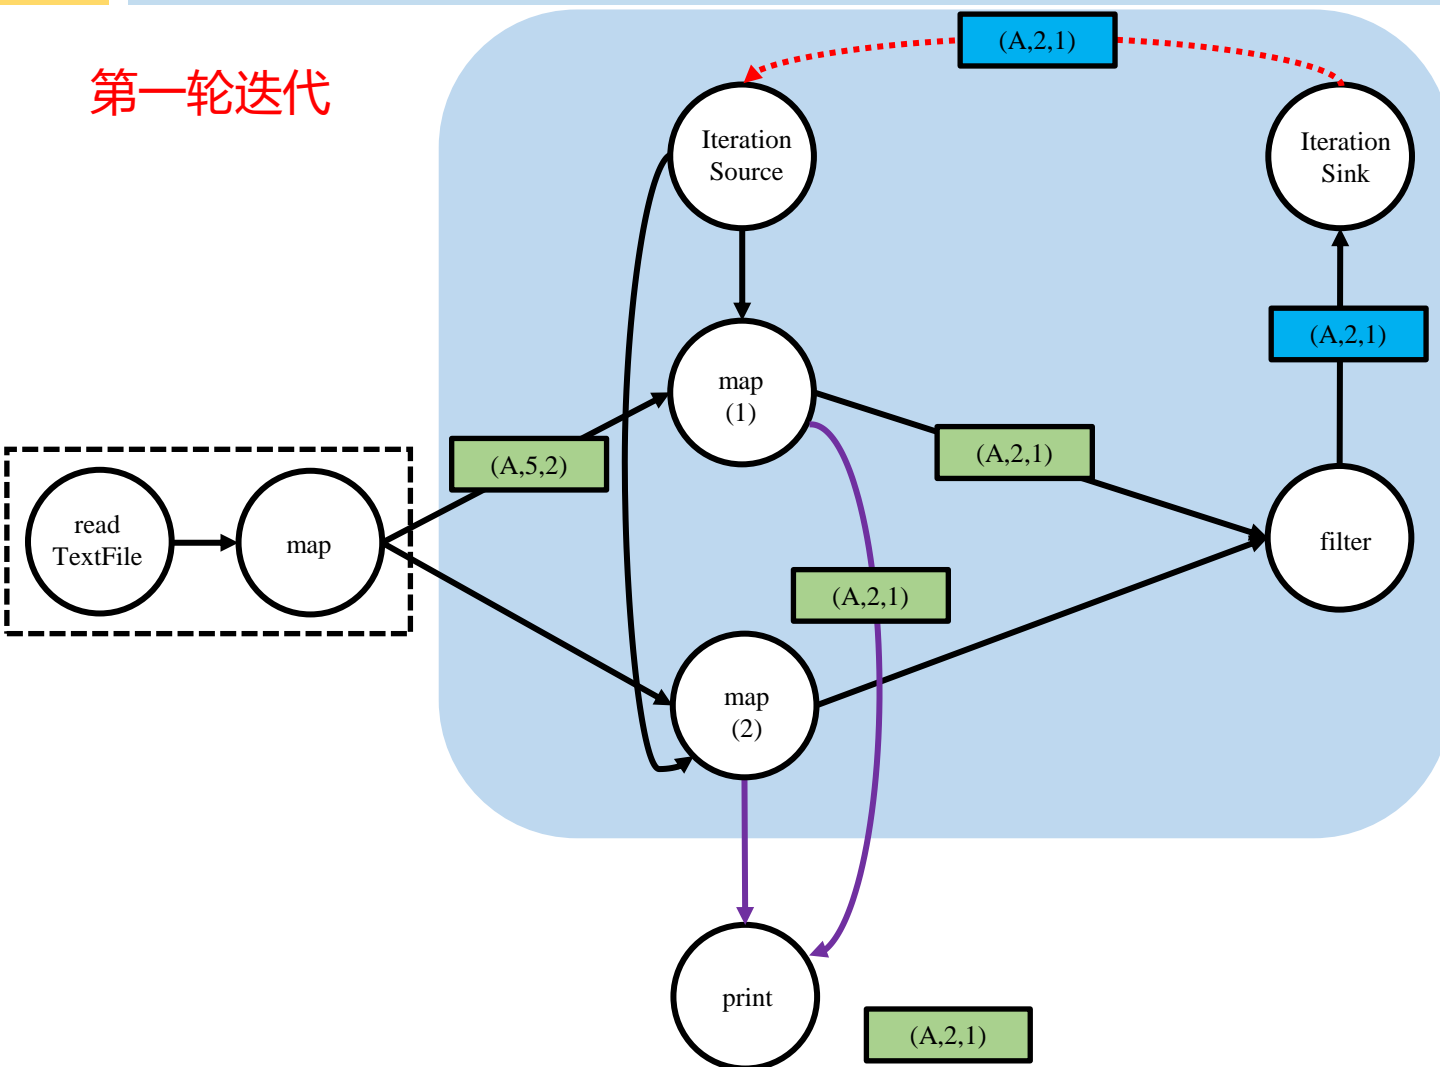 第一轮迭代
(A,2,1)
Iteration
Source
Iteration
Sink
(A,2,1)
map
(1)
(A,2,1)
(A,5,2)
read
TextFile
map
filter
(A,2,1)
map
(2)
print
(A,2,1)